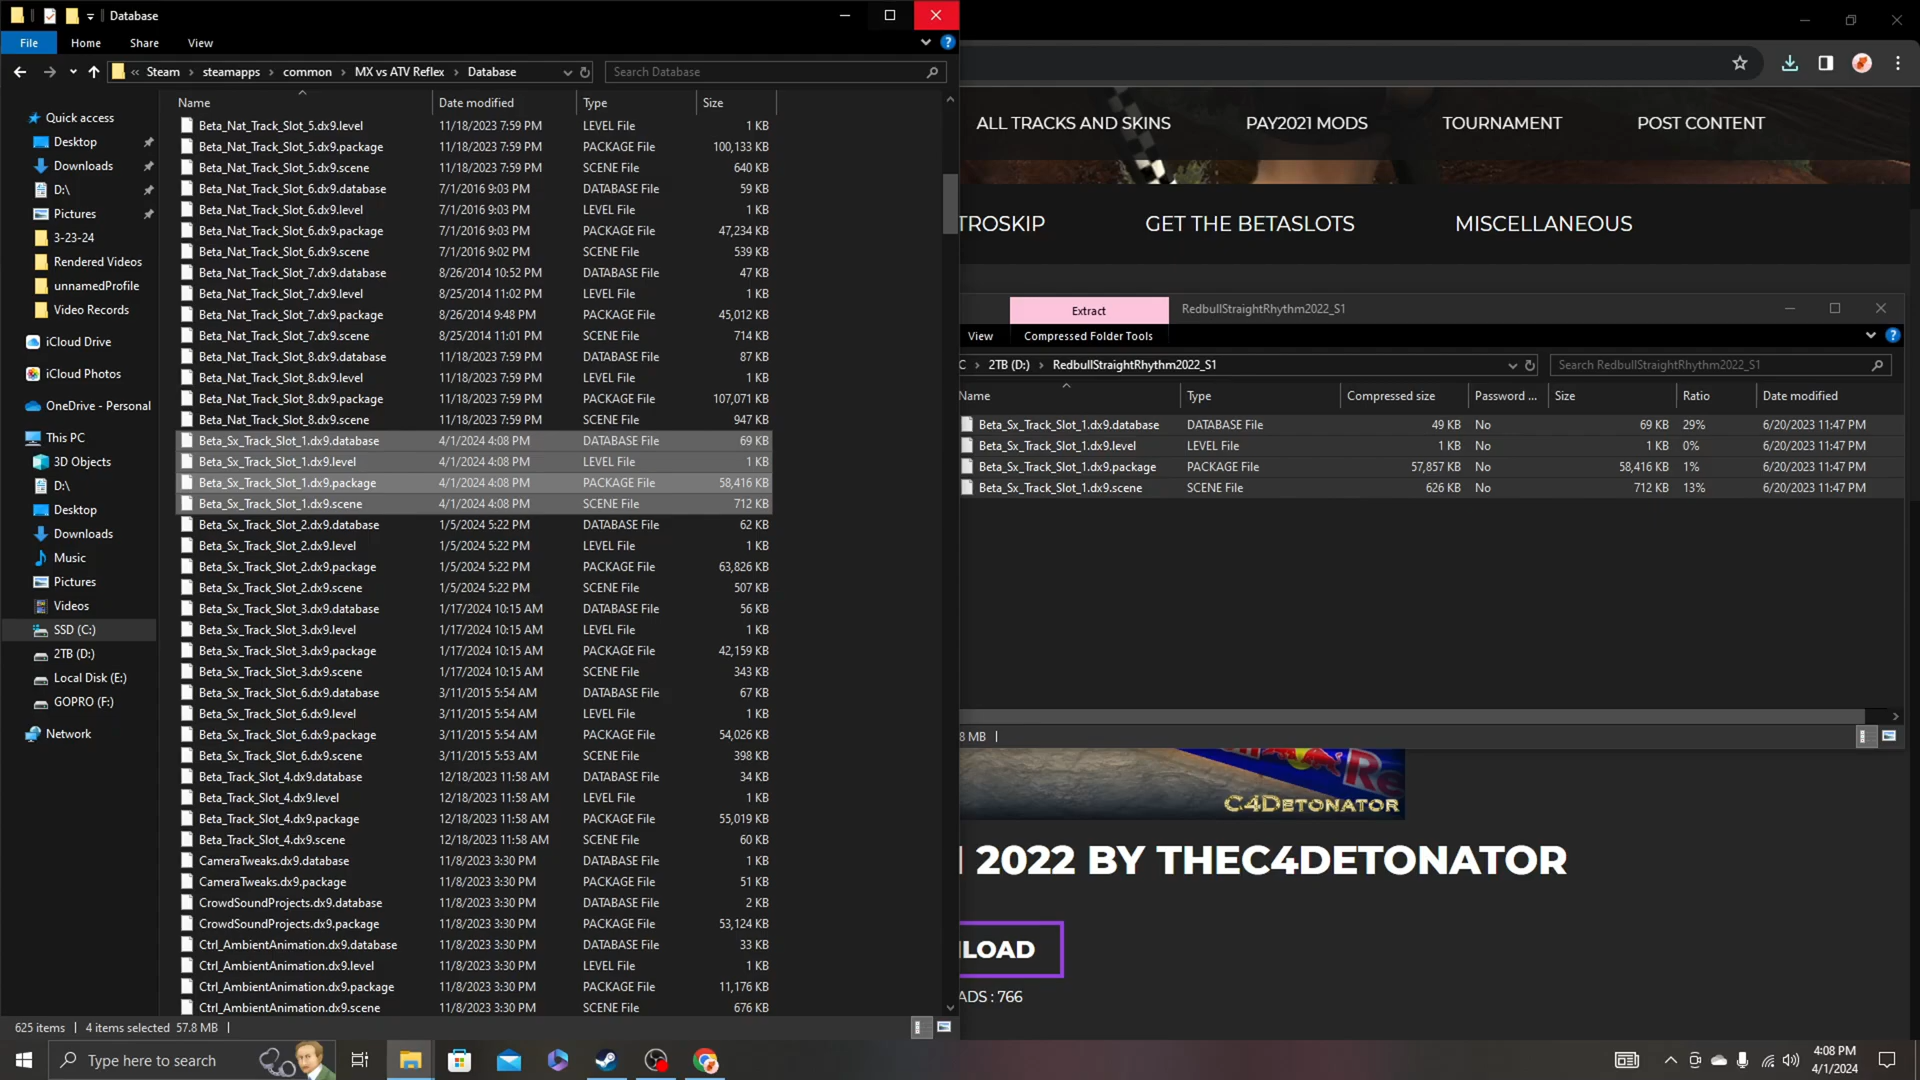 Database
File Home Share View
« Steam › steamapps › common › MX vs ATV Reflex › Database
Search Database
Name Date modified Type Size
Quick access
Desktop
Downloads
D:\
Pictures
3-23-24
Rendered Videos
unnamedProfile
Video Records
iCloud Drive
iCloud Photos
OneDrive - Personal
This PC
3D Objects
D:\
Desktop
Downloads
Music
Pictures
Videos
SSD (C:)
2TB (D:)
Local Disk (E:)
GOPRO (F:)
Network
Beta_Nat_Track_Slot_5.dx9.level 11/18/2023 7:59 PM LEVEL File 1 KB
Beta_Nat_Track_Slot_5.dx9.package 11/18/2023 7:59 PM PACKAGE File 100,133 KB
Beta_Nat_Track_Slot_5.dx9.scene 11/18/2023 7:59 PM SCENE File 640 KB
Beta_Nat_Track_Slot_6.dx9.database 7/1/2016 9:03 PM DATABASE File 59 KB
Beta_Nat_Track_Slot_6.dx9.level 7/1/2016 9:03 PM LEVEL File 1 KB
Beta_Nat_Track_Slot_6.dx9.package 7/1/2016 9:03 PM PACKAGE File 47,234 KB
Beta_Nat_Track_Slot_6.dx9.scene 7/1/2016 9:02 PM SCENE File 539 KB
Beta_Nat_Track_Slot_7.dx9.database 8/26/2014 10:52 PM DATABASE File 47 KB
Beta_Nat_Track_Slot_7.dx9.level 8/25/2014 11:02 PM LEVEL File 1 KB
Beta_Nat_Track_Slot_7.dx9.package 8/26/2014 9:48 PM PACKAGE File 45,012 KB
Beta_Nat_Track_Slot_7.dx9.scene 8/25/2014 11:01 PM SCENE File 714 KB
Beta_Nat_Track_Slot_8.dx9.database 11/18/2023 7:59 PM DATABASE File 87 KB
Beta_Nat_Track_Slot_8.dx9.level 11/18/2023 7:59 PM LEVEL File 1 KB
Beta_Nat_Track_Slot_8.dx9.package 11/18/2023 7:59 PM PACKAGE File 107,071 KB
Beta_Nat_Track_Slot_8.dx9.scene 11/18/2023 7:59 PM SCENE File 947 KB
Beta_Sx_Track_Slot_1.dx9.database 4/1/2024 4:08 PM DATABASE File 69 KB
Beta_Sx_Track_Slot_1.dx9.level 4/1/2024 4:08 PM LEVEL File 1 KB
Beta_Sx_Track_Slot_1.dx9.package 4/1/2024 4:08 PM PACKAGE File 58,416 KB
Beta_Sx_Track_Slot_1.dx9.scene 4/1/2024 4:08 PM SCENE File 712 KB
Beta_Sx_Track_Slot_2.dx9.database 1/5/2024 5:22 PM DATABASE File 62 KB
Beta_Sx_Track_Slot_2.dx9.level 1/5/2024 5:22 PM LEVEL File 1 KB
Beta_Sx_Track_Slot_2.dx9.package 1/5/2024 5:22 PM PACKAGE File 63,826 KB
Beta_Sx_Track_Slot_2.dx9.scene 1/5/2024 5:22 PM SCENE File 507 KB
Beta_Sx_Track_Slot_3.dx9.database 1/17/2024 10:15 AM DATABASE File 56 KB
Beta_Sx_Track_Slot_3.dx9.level 1/17/2024 10:15 AM LEVEL File 1 KB
Beta_Sx_Track_Slot_3.dx9.package 1/17/2024 10:15 AM PACKAGE File 42,159 KB
Beta_Sx_Track_Slot_3.dx9.scene 1/17/2024 10:15 AM SCENE File 343 KB
Beta_Sx_Track_Slot_6.dx9.database 3/11/2015 5:54 AM DATABASE File 67 KB
Beta_Sx_Track_Slot_6.dx9.level 3/11/2015 5:54 AM LEVEL File 1 KB
Beta_Sx_Track_Slot_6.dx9.package 3/11/2015 5:54 AM PACKAGE File 54,026 KB
Beta_Sx_Track_Slot_6.dx9.scene 3/11/2015 5:53 AM SCENE File 398 KB
Beta_Track_Slot_4.dx9.database 12/18/2023 11:58 AM DATABASE File 34 KB
Beta_Track_Slot_4.dx9.level 12/18/2023 11:58 AM LEVEL File 1 KB
Beta_Track_Slot_4.dx9.package 12/18/2023 11:58 AM PACKAGE File 55,019 KB
Beta_Track_Slot_4.dx9.scene 12/18/2023 11:58 AM SCENE File 60 KB
CameraTweaks.dx9.database 11/8/2023 3:30 PM DATABASE File 1 KB
CameraTweaks.dx9.package 11/8/2023 3:30 PM PACKAGE File 51 KB
CrowdSoundProjects.dx9.database 11/8/2023 3:30 PM DATABASE File 2 KB
CrowdSoundProjects.dx9.package 11/8/2023 3:30 PM PACKAGE File 53,124 KB
Ctrl_AmbientAnimation.dx9.database 11/8/2023 3:30 PM DATABASE File 33 KB
Ctrl_AmbientAnimation.dx9.level 11/8/2023 3:30 PM LEVEL File 1 KB
Ctrl_AmbientAnimation.dx9.package 11/8/2023 3:30 PM PACKAGE File 11,176 KB
Ctrl_AmbientAnimation.dx9.scene 11/8/2023 3:30 PM SCENE File 676 KB
625 items 4 items selected 57.8 MB
ALL TRACKS AND SKINS PAY2021 MODS TOURNAMENT POST CONTENT
TROSKIP GET THE BETASLOTS MISCELLANEOUS
Extract RedbullStraightRhythm2022_S1
View Compressed Folder Tools
C › 2TB (D:) › RedbullStraightRhythm2022_S1
Search RedbullStraightRhythm2022_S1
Name Type Compressed size Password ... Size Ratio Date modified
Beta_Sx_Track_Slot_1.dx9.database DATABASE File 49 KB No 69 KB 29% 6/20/2023 11:47 PM
Beta_Sx_Track_Slot_1.dx9.level LEVEL File 1 KB No 1 KB 0% 6/20/2023 11:47 PM
Beta_Sx_Track_Slot_1.dx9.package PACKAGE File 57,857 KB No 58,416 KB 1% 6/20/2023 11:47 PM
Beta_Sx_Track_Slot_1.dx9.scene SCENE File 626 KB No 712 KB 13% 6/20/2023 11:47 PM
8 MB
Re
C4DETONATOR
2022 BY THEC4DETONATOR
NLOAD
ADS : 766
Type here to search
4:08 PM
4/1/2024